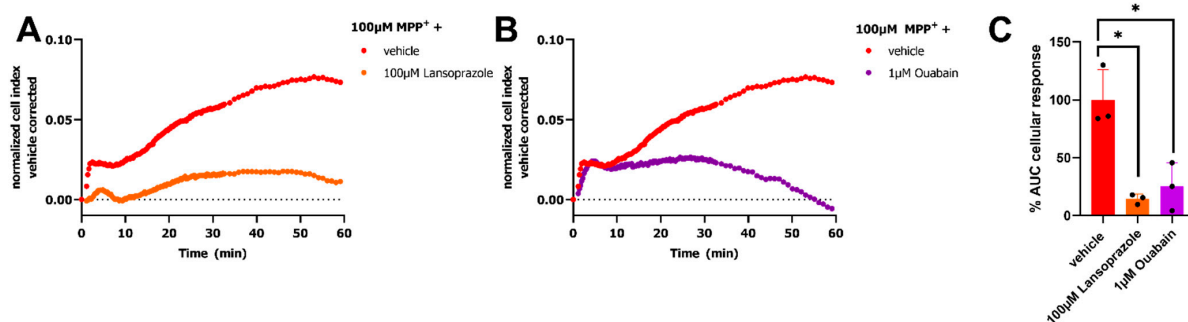 A
100µM MPP⁺ +
vehicle
100µM Lansoprazole
normalized cell index
vehicle corrected
0.10
0.05
0.00
0 10 20 30 40 50 60
Time (min)
B
100µM MPP⁺ +
vehicle
1µM Ouabain
normalized cell index
vehicle corrected
0.10
0.05
0.00
0 10 20 30 40 50 60
Time (min)
C
*
*
% AUC cellular response
150
100
50
0
vehicle
100µM Lansoprazole
1µM Ouabain